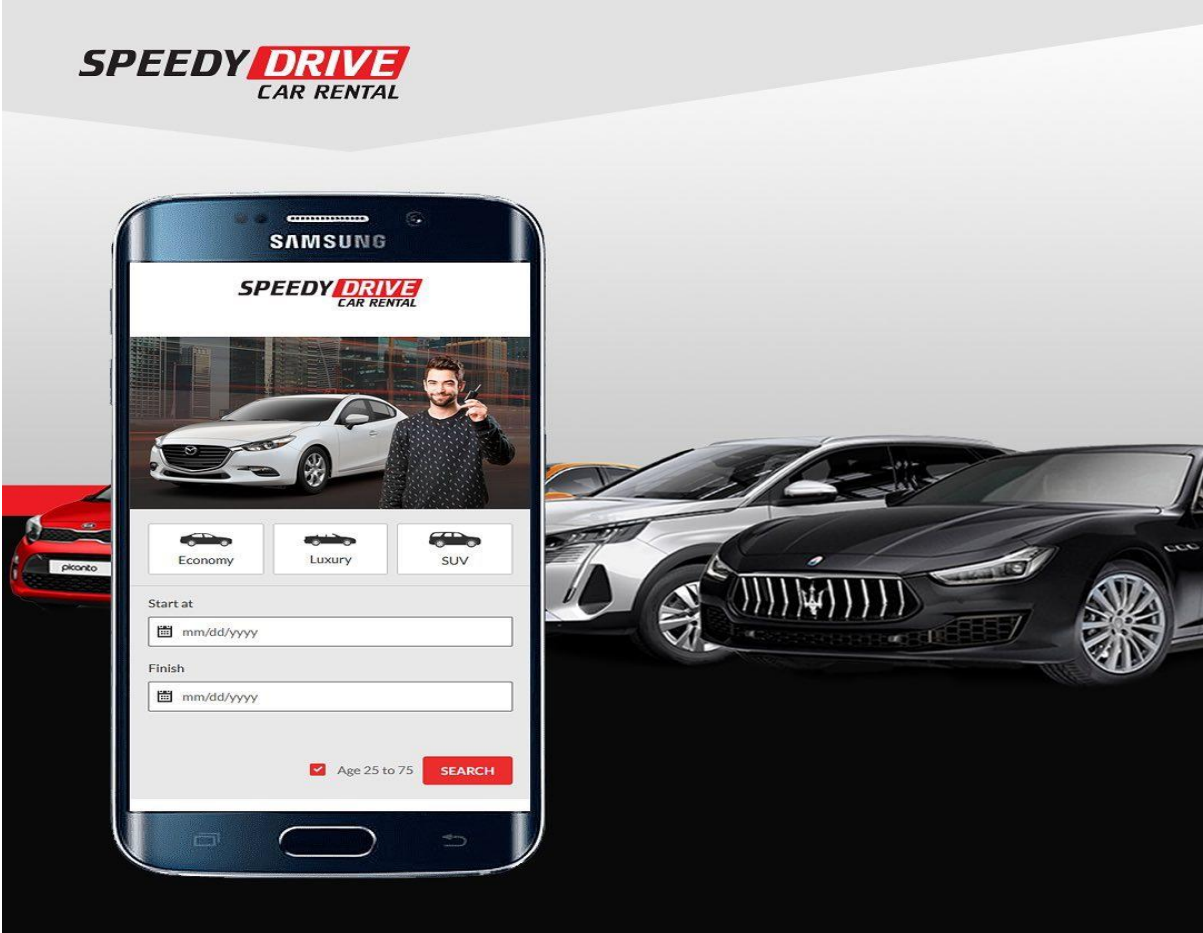 SPEEDY DRIVE
CAR RENTAL
SAMSUNG
SPEEDY DRIVE
CAR RENTAL
Economy
Luxury
SUV
Start at
mm/dd/yyyy
Finish
mm/dd/yyyy
Age 25 to 75
SEARCH
picanto